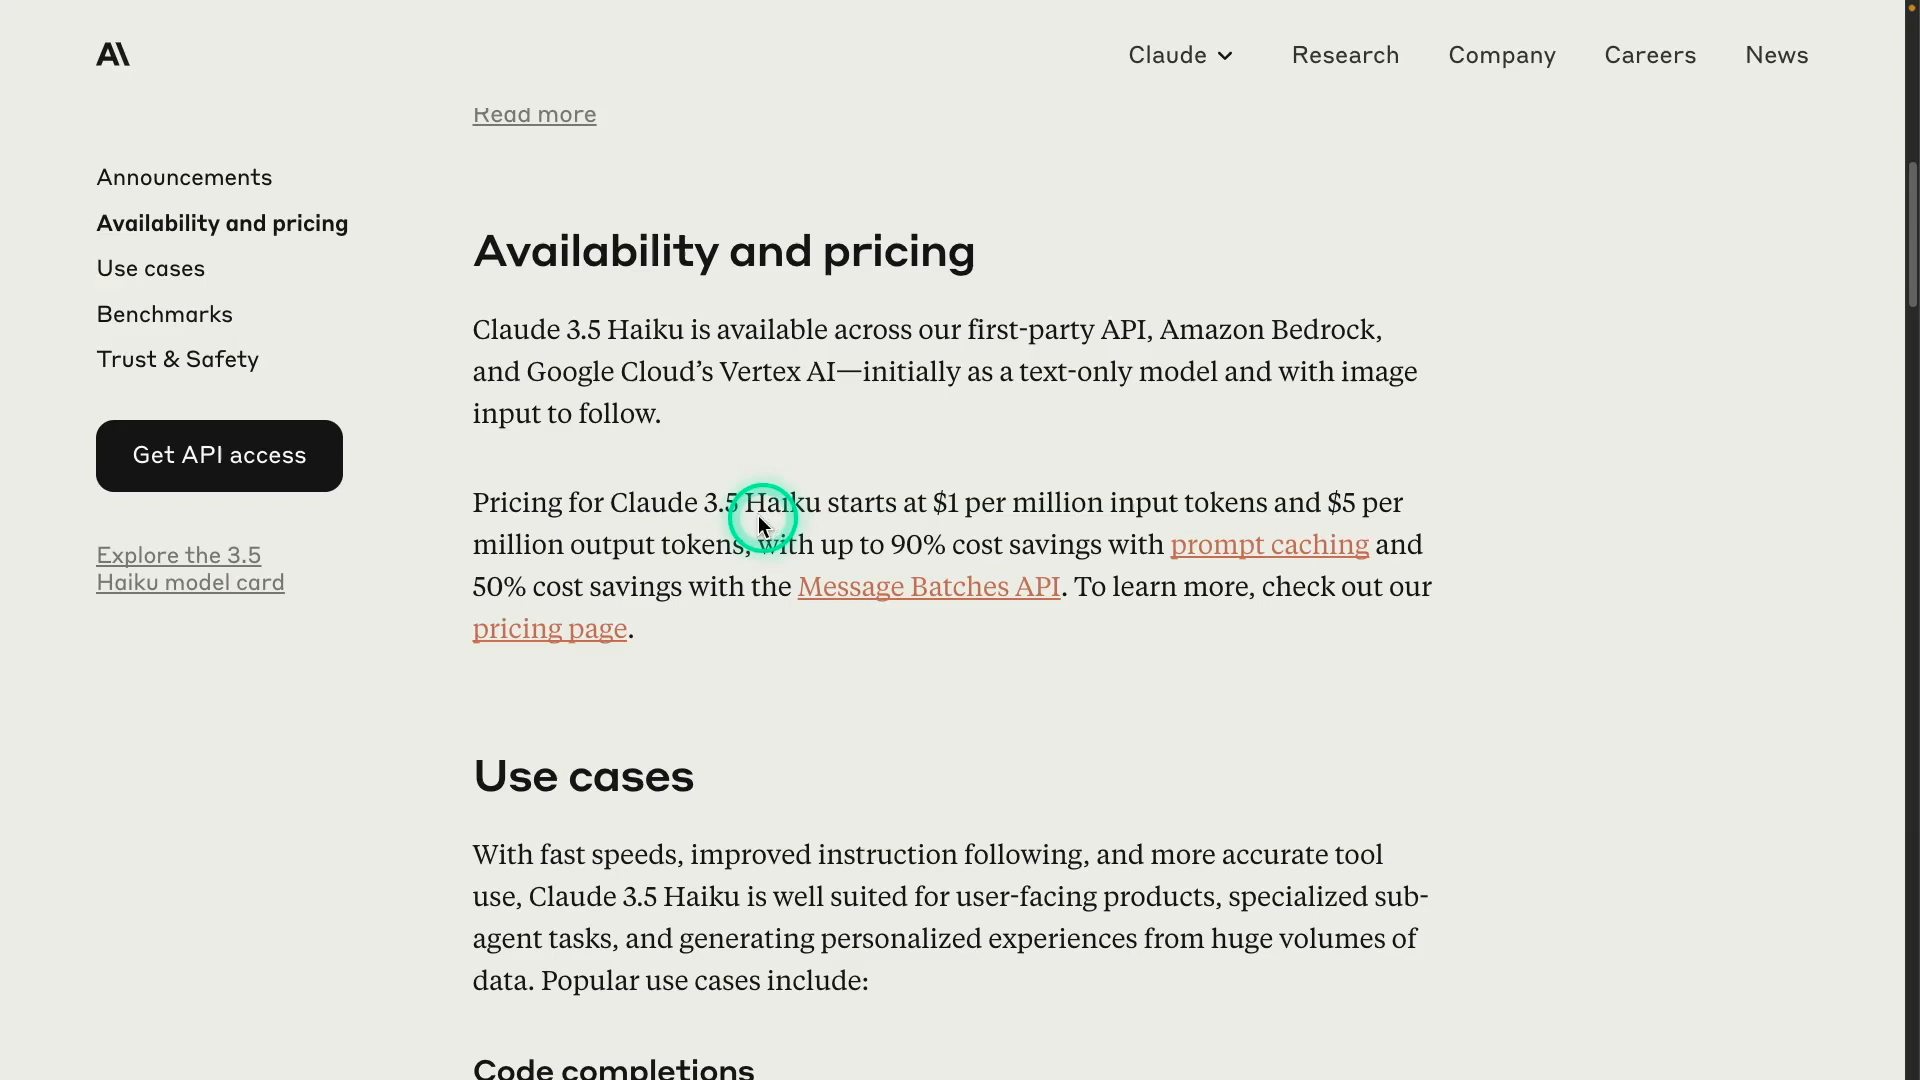 A\
Claude
Research
Company
Careers
News
Read more
Announcements
Availability and pricing
Use cases
Benchmarks
Trust & Safety
Get API access
Explore the 3.5
Haiku model card
Availability and pricing
Claude 3.5 Haiku is available across our first-party API, Amazon Bedrock,
and Google Cloud’s Vertex AI—initially as a text-only model and with image
input to follow.
Pricing for Claude 3.5 Haiku starts at $1 per million input tokens and $5 per
million output tokens, with up to 90% cost savings with prompt caching and
50% cost savings with the Message Batches API. To learn more, check out our
pricing page.
Use cases
With fast speeds, improved instruction following, and more accurate tool
use, Claude 3.5 Haiku is well suited for user-facing products, specialized sub-
agent tasks, and generating personalized experiences from huge volumes of
data. Popular use cases include:
Code completions